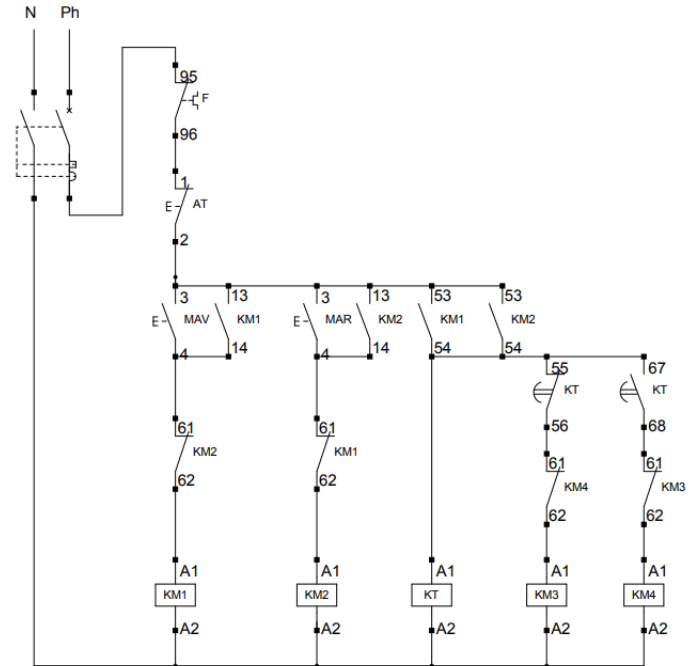 N Ph
95
F
96
1
E AT
2
3 13 3 13 53 53
E MAV KM1 E MAR KM2 KM1 KM2
4 14 4 14 54 54
55 67
KT KT
56 68
61 61 61 61
KM2 KM1 KM4 KM3
62 62 62 62
A1 A1 A1 A1 A1
KM1 KM2 KT KM3 KM4
A2 A2 A2 A2 A2